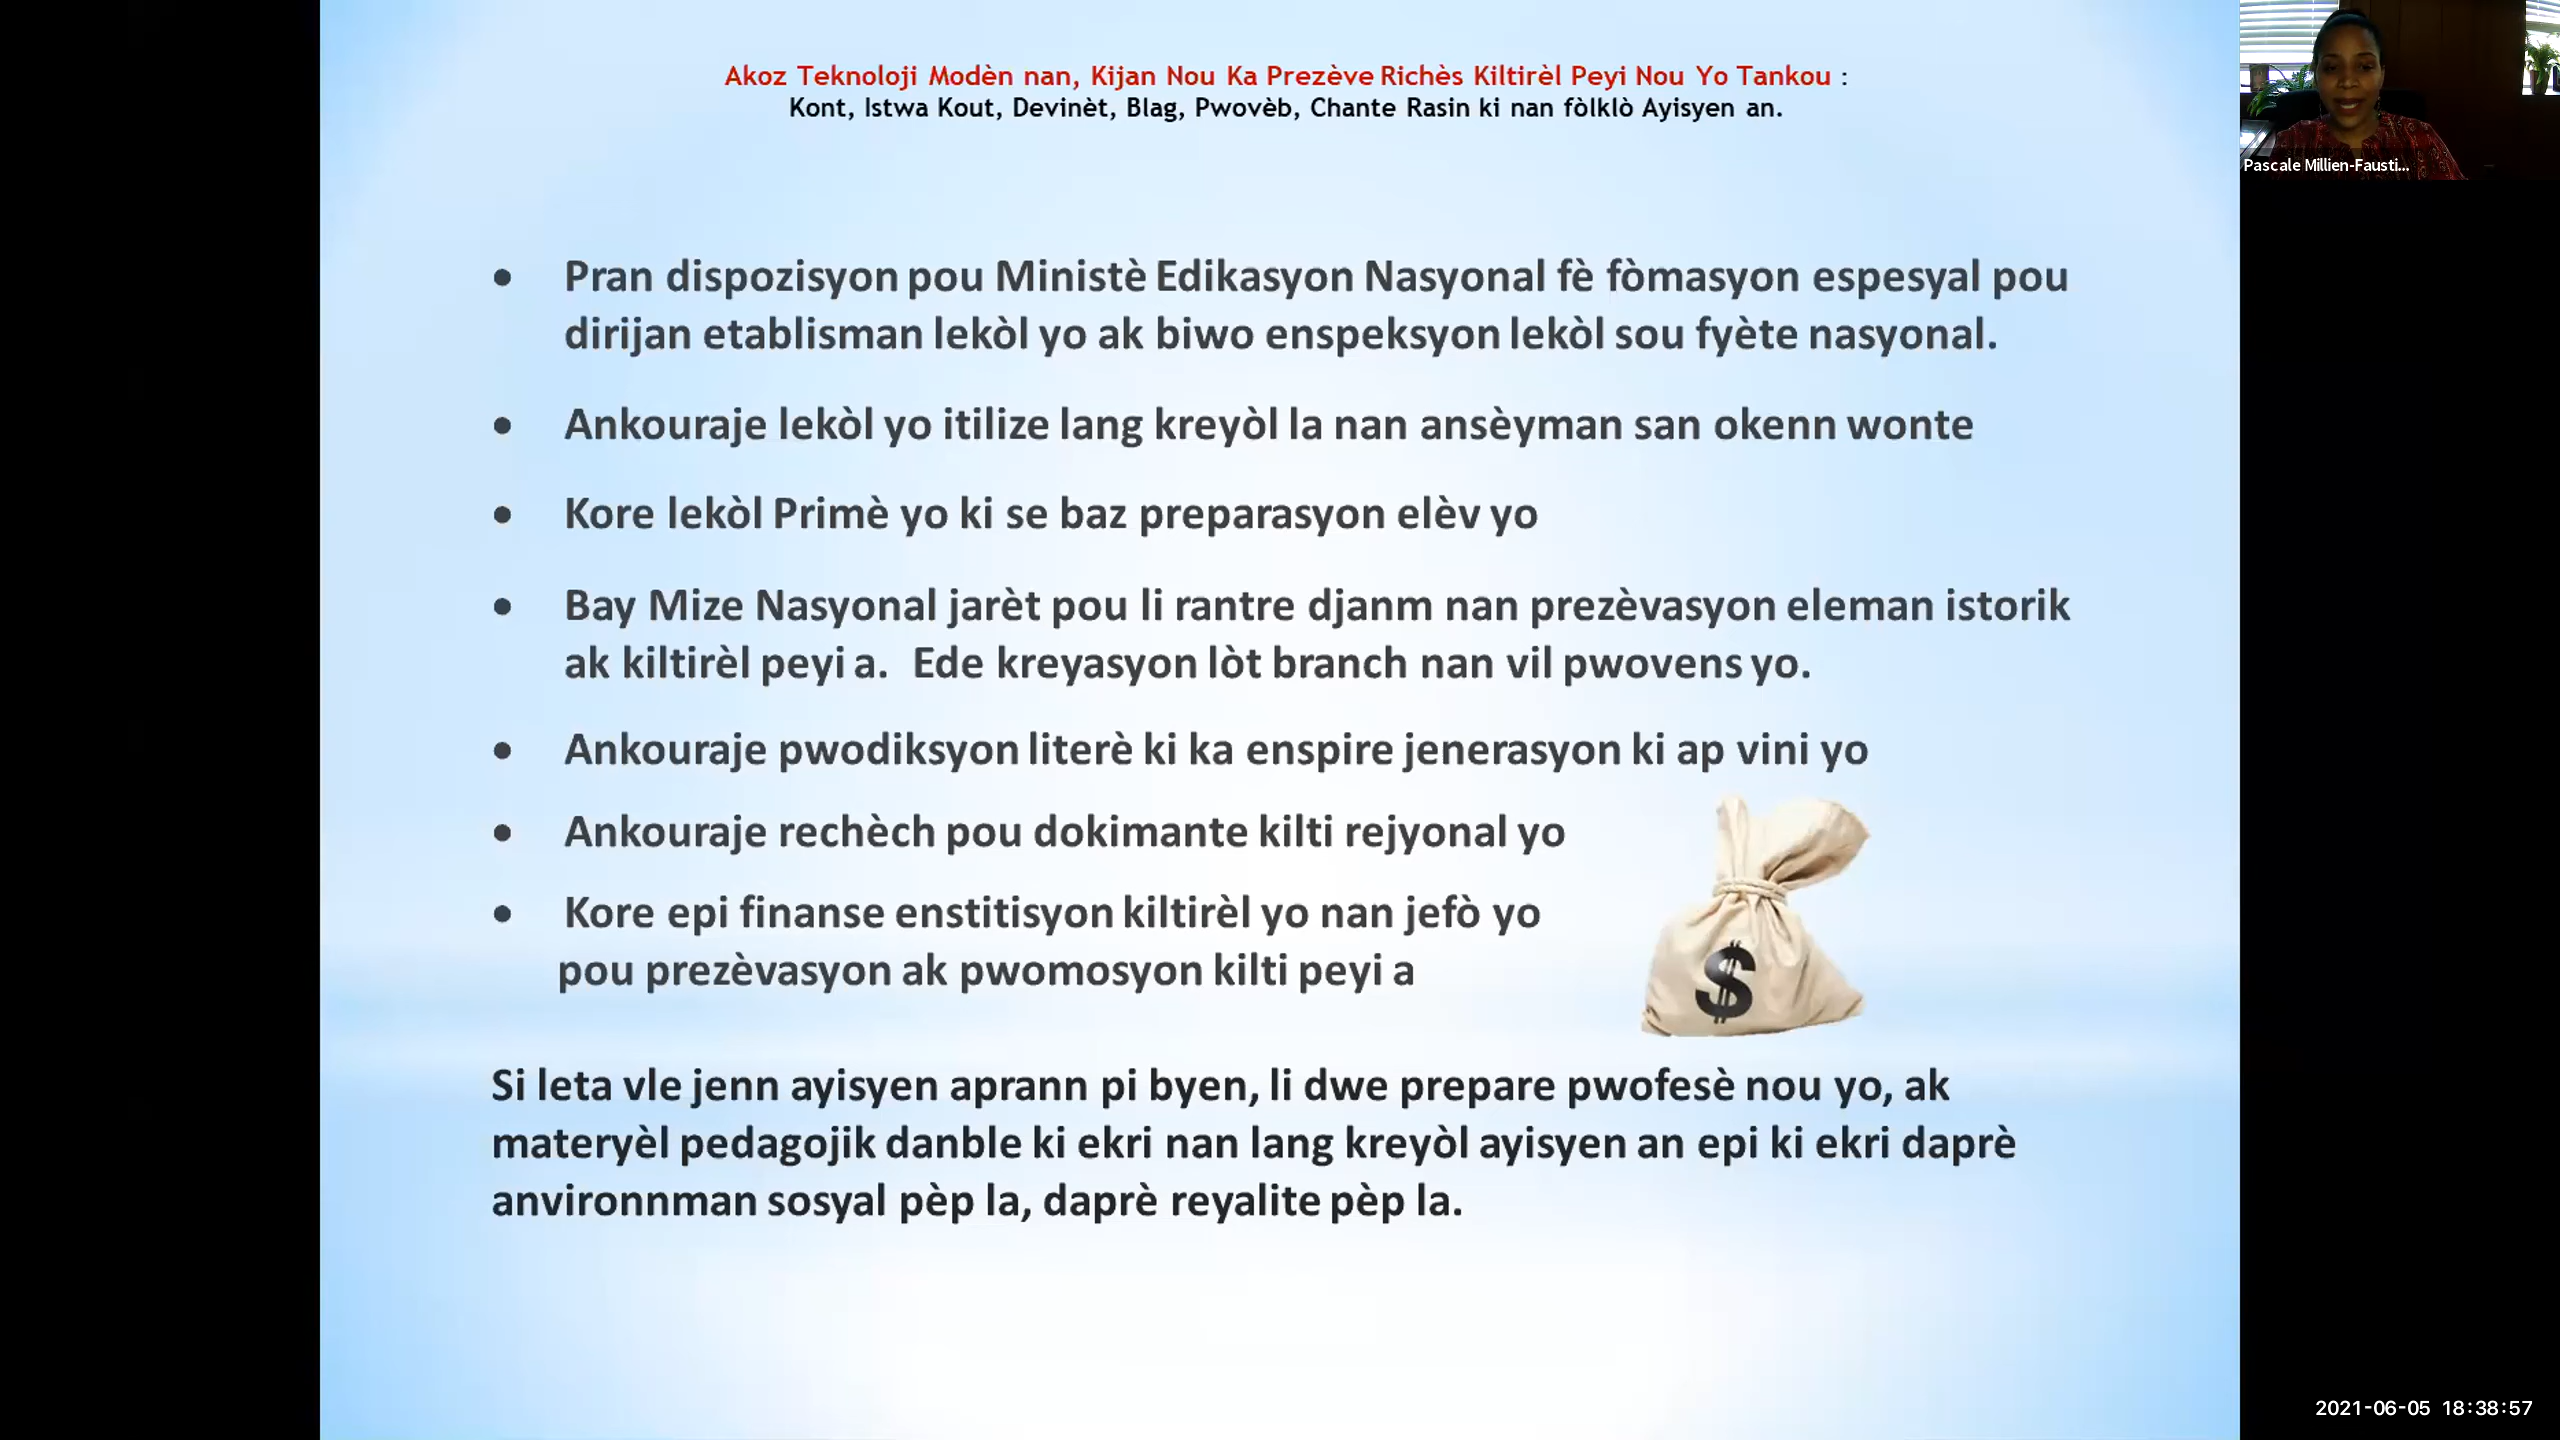 Akoz Teknoloji Modèn nan, Kijan Nou Ka Prezève Richès Kiltirèl Peyi Nou Yo Tankou :
Kont, Istwa Kout, Devinèt, Blag, Pwovèb, Chante Rasin ki nan fòlklò Ayisyen an.
Pascale Millien-Fausti...
• Pran dispozisyon pou Ministè Edikasyon Nasyonal fè fòmasyon espesyal pou
dirijan etablisman lekòl yo ak biwo enspeksyon lekòl sou fyète nasyonal.
• Ankouraje lekòl yo itilize lang kreyòl la nan ansèyman san okenn wonte
• Kore lekòl Primè yo ki se baz preparasyon elèv yo
• Bay Mize Nasyonal jarèt pou li rantre djanm nan prezèvasyon eleman istorik
ak kiltirèl peyi a. Ede kreyasyon lòt branch nan vil pwovens yo.
• Ankouraje pwodiksyon literè ki ka enspire jenerasyon ki ap vini yo
• Ankouraje rechèch pou dokimante kilti rejyonal yo
• Kore epi finanse enstitisyon kiltirèl yo nan jefò yo
pou prezèvasyon ak pwomosyon kilti peyi a
$
Si leta vle jenn ayisyen aprann pi byen, li dwe prepare pwofesè nou yo, ak
materyèl pedagojik danble ki ekri nan lang kreyòl ayisyen an epi ki ekri daprè
anvironnman sosyal pèp la, daprè reyalite pèp la.
2021-06-05 18:38:57